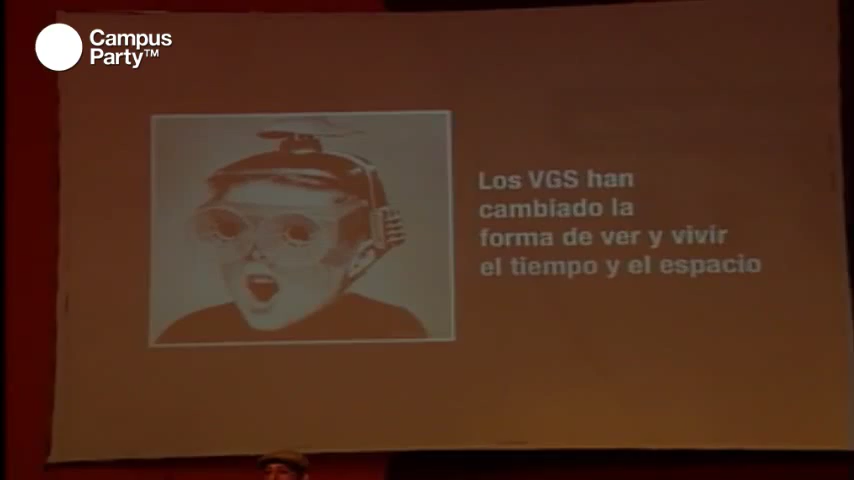 Campus
Party™
Los VGS han
cambiado la
forma de ver y vivir
el tiempo y el espacio